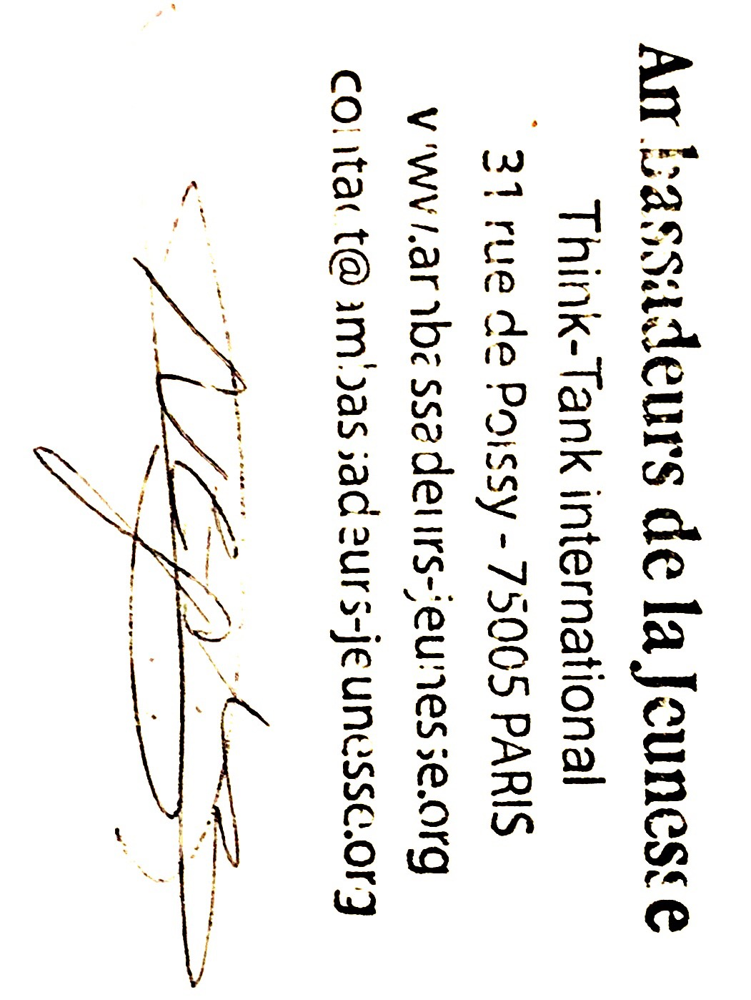 Ambassadeurs de la Jeunesse
Think-Tank international
31 rue de Poissy - 75005 PARIS
www.ambassadeurs-jeunesse.org
contact@ambassadeurs-jeunesse.org